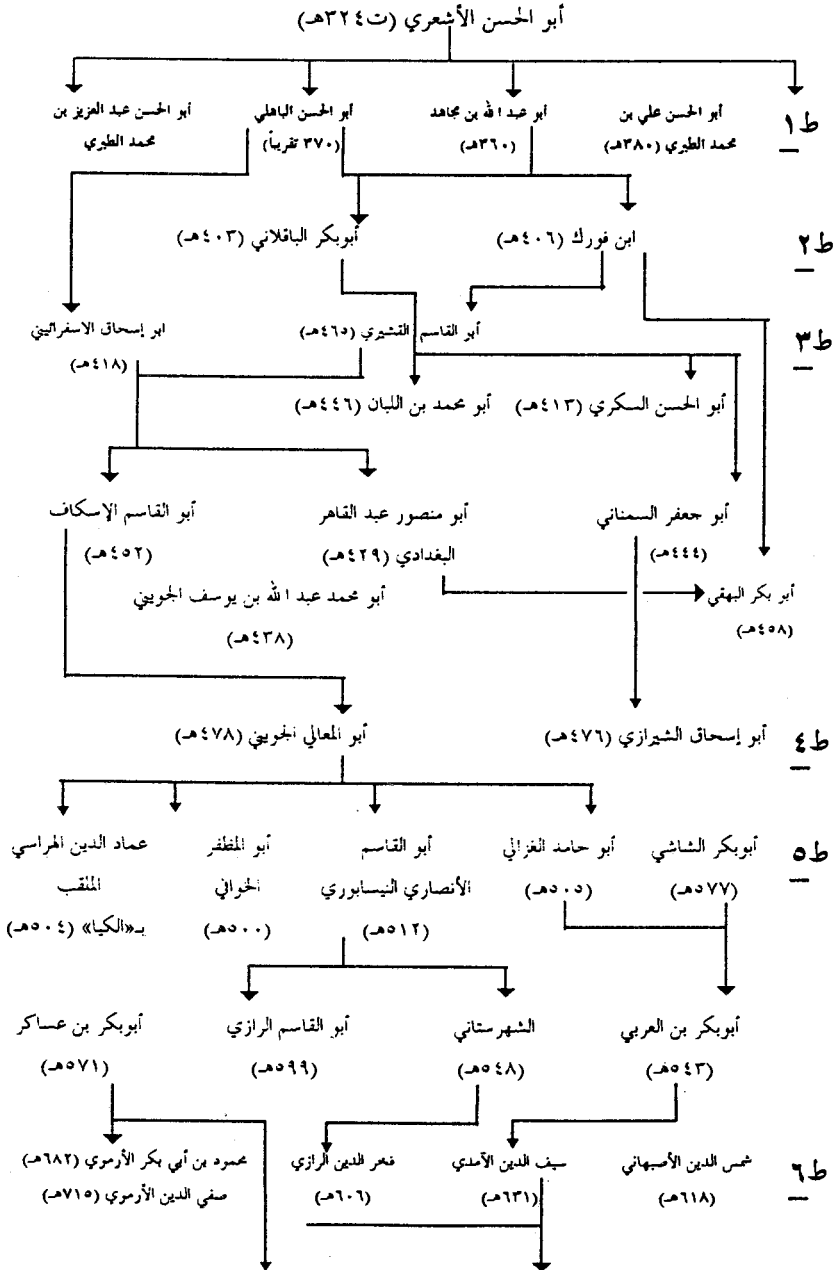 أبو الحسن الأشعري (ت٣٢٤هـ)
ط١
أبو الحسن علي بن
محمد الطبري (٣٨٠هـ)
أبو عبد الله بن مجاهد
(٣٦٠هـ)
أبو الحسن الباهلي
(٣٧٠ تقريباً)
أبو الحسن عبد العزيز بن
محمد الطبري
ط٢
ابن فورك (٤٠٦هـ)
أبوبكر الباقلاني (٤٠٣هـ)
ط٣
أبو القاسم القشيري (٤٦٥هـ)
ابو إسحاق الاسفرائيني
(٤١٨هـ)
أبو الحسن السكري (٤١٣هـ)
أبو محمد بن اللبان (٤٤٦هـ)
أبو جعفر السمناني
(٤٤٤هـ)
أبو منصور عبد القاهر
البغدادي (٤٢٩هـ)
أبو القاسم الإسكاف
(٤٥٢هـ)
أبو بكر البهقي
(٤٥٨هـ)
أبو محمد عبد الله بن يوسف الجويني
(٤٣٨هـ)
ط٤
أبو إسحاق الشيرازي (٤٧٦هـ)
أبو المعالي الجويني (٤٧٨هـ)
ط٥
أبوبكر الشاشي
(٥٧٧هـ)
أبو حامد الغزالي
(٥٠٥هـ)
أبو القاسم
الأنصاري النيسابوري
(٥١٢هـ)
أبو المظفر
الخوافي
(٥٠٠هـ)
عماد الدين الهراسي
الملقب
بـ«الكيا» (٥٠٤هـ)
أبوبكر بن العربي
(٥٤٣هـ)
الشهرستاني
(٥٤٨هـ)
أبو القاسم الرازي
(٥٩٩هـ)
أبوبكر بن عساكر
(٥٧١هـ)
ط٦
شمس الدين الأصبهاني
(٦١٨هـ)
سيف الدين الآمدي
(٦٣١هـ)
فخر الدين الرازي
(٦٠٦هـ)
محمود بن أبي بكر الأرموي (٦٨٢هـ)
صفي الدين الأرموي (٧١٥هـ)